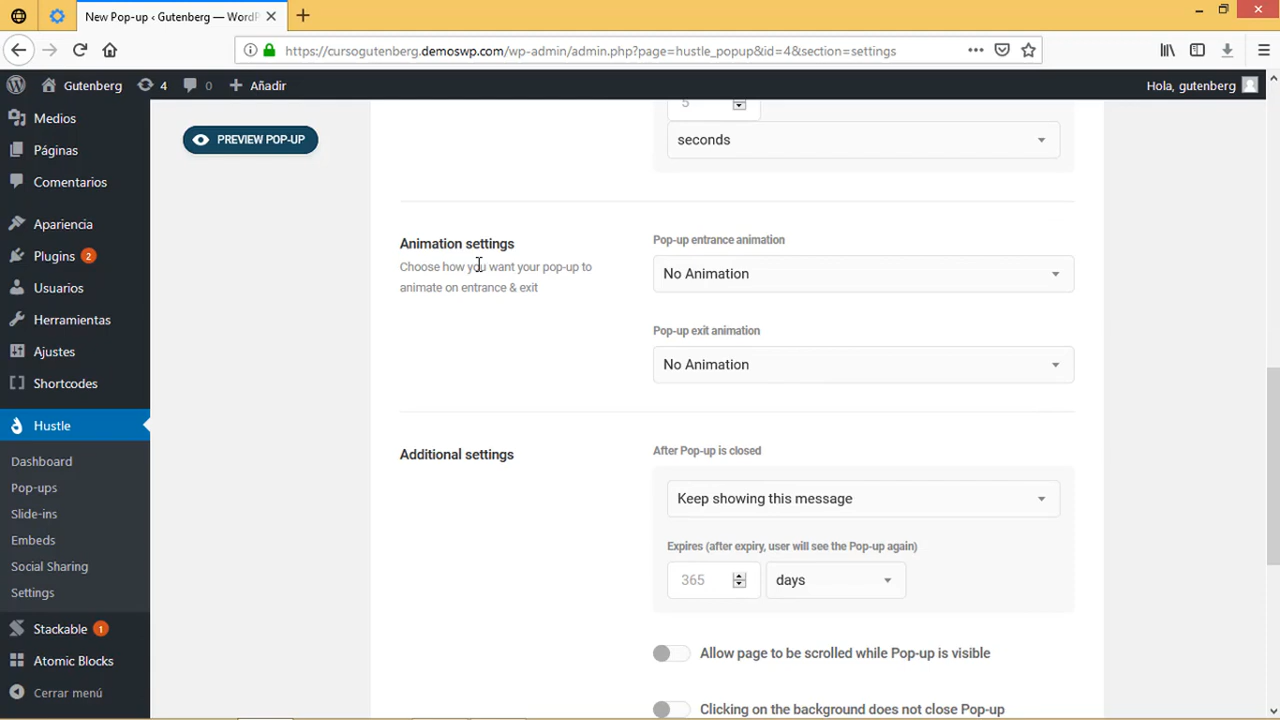 New Pop-up ‹ Gutenberg — WordP
https://cursogutenberg.demoswp.com/wp-admin/admin.php?page=hustle_popup&id=4&section=settings
Gutenberg
4
0
Añadir
Hola, gutenberg
Medios
Páginas
Comentarios
Apariencia
Plugins 2
Usuarios
Herramientas
Ajustes
Shortcodes
Hustle
Dashboard
Pop-ups
Slide-ins
Embeds
Social Sharing
Settings
Stackable 1
Atomic Blocks
Cerrar menú
PREVIEW POP-UP
5
seconds
Animation settings
Choose how you want your pop-up to
animate on entrance & exit
Pop-up entrance animation
No Animation
Pop-up exit animation
No Animation
Additional settings
After Pop-up is closed
Keep showing this message
Expires (after expiry, user will see the Pop-up again)
365
days
Allow page to be scrolled while Pop-up is visible
Clicking on the background does not close Pop-up